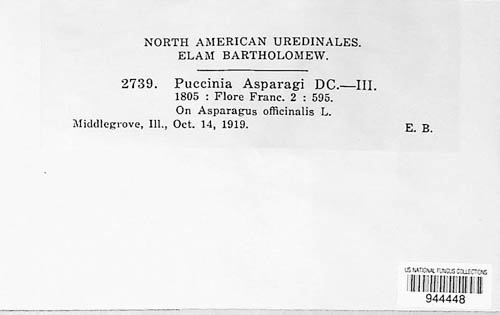 NORTH AMERICAN UREDINALES.
ELAM BARTHOLOMEW.
2739. Puccinia Asparagi DC.—III.
1805 : Flore Franc. 2 : 595.
On Asparagus officinalis L.
Middlegrove, Ill., Oct. 14, 1919. E. B.
US NATIONAL FUNGUS COLLECTIONS
944448